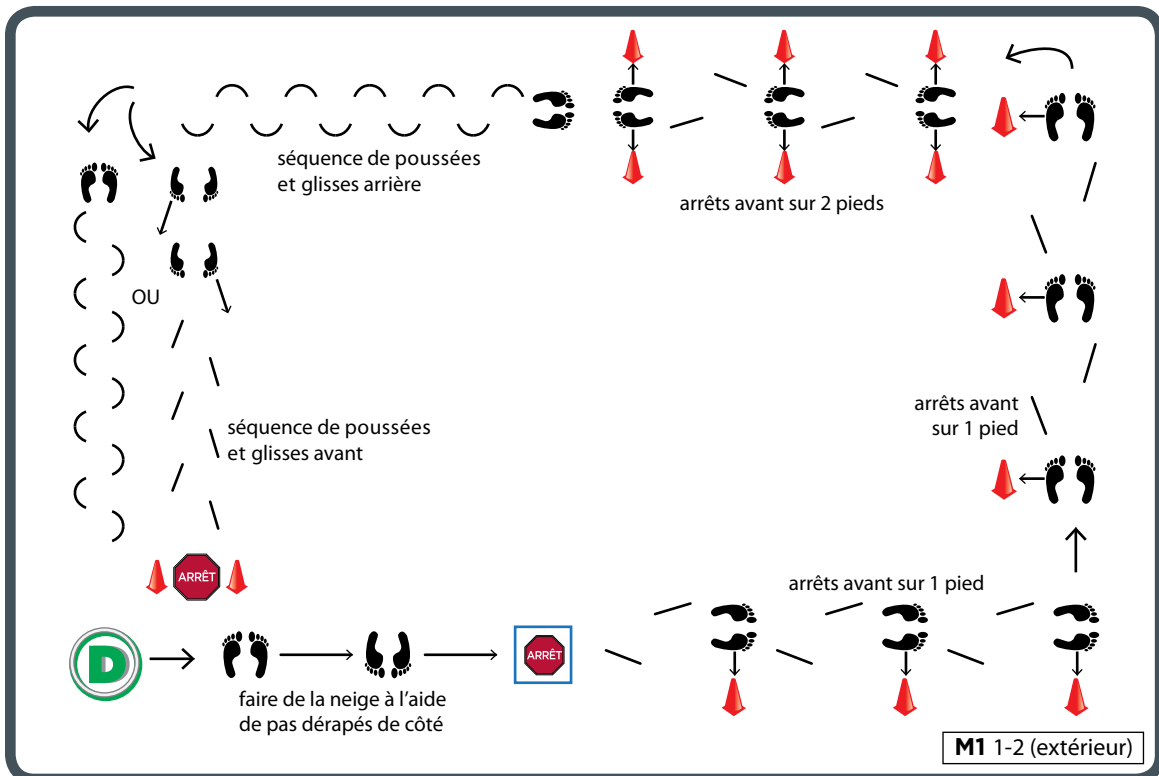 séquence de poussées
et glisses arrière
arrêts avant sur 2 pieds
OU
séquence de poussées
et glisses avant
arrêts avant
sur 1 pied
ARRÊT
arrêts avant sur 1 pied
D
ARRÊT
faire de la neige à l'aide
de pas dérapés de côté
M1 1-2 (extérieur)